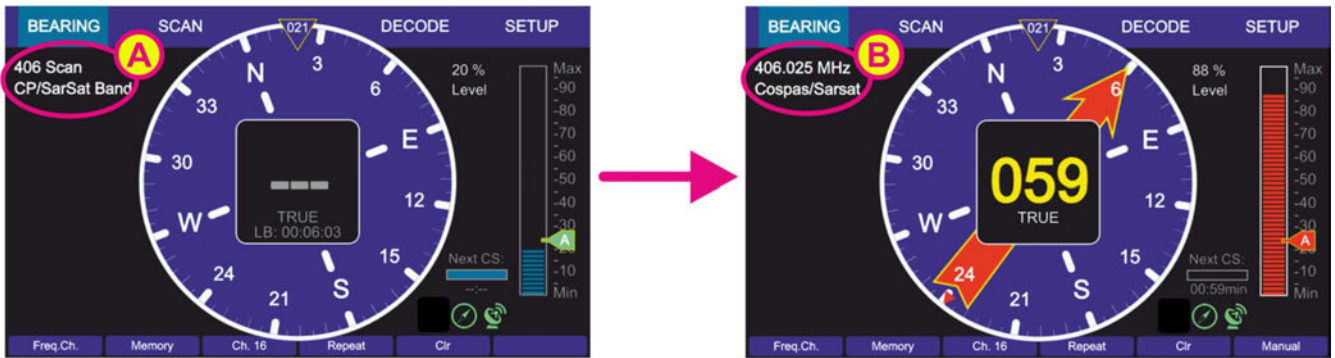 BEARING SCAN 021 DECODE SETUP
A
406 Scan
CP/SarSat Band
20 %
Level
N 3 6 E 12 15 S 21 24 W 30 33
---
TRUE
LB: 00:06:03
Max
-90
-80
-70
-60
-50
-40
-30
A
-10
Min
Next CS:
--:--
Freq.Ch. Memory Ch. 16 Repeat Clr
BEARING SCAN 021 DECODE SETUP
B
406.025 MHz
Cospas/Sarsat
88 %
Level
N 3 6 E 12 15 S 21 24 W 30 33
059
TRUE
Max
-90
-80
-70
-60
-50
-40
-30
A
-10
Min
Next CS:
00:59min
Freq.Ch. Memory Ch. 16 Repeat Clr Manual